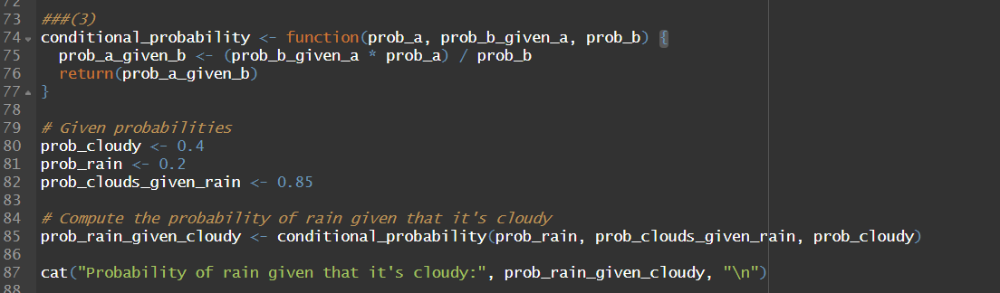 72
73 ###(3)
74 conditional_probability <- function(prob_a, prob_b_given_a, prob_b) {
75   prob_a_given_b <- (prob_b_given_a * prob_a) / prob_b
76   return(prob_a_given_b)
77 }
78
79 # Given probabilities
80 prob_cloudy <- 0.4
81 prob_rain <- 0.2
82 prob_clouds_given_rain <- 0.85
83
84 # Compute the probability of rain given that it's cloudy
85 prob_rain_given_cloudy <- conditional_probability(prob_rain, prob_clouds_given_rain, prob_cloudy)
86
87 cat("Probability of rain given that it's cloudy:", prob_rain_given_cloudy, "\n")
88